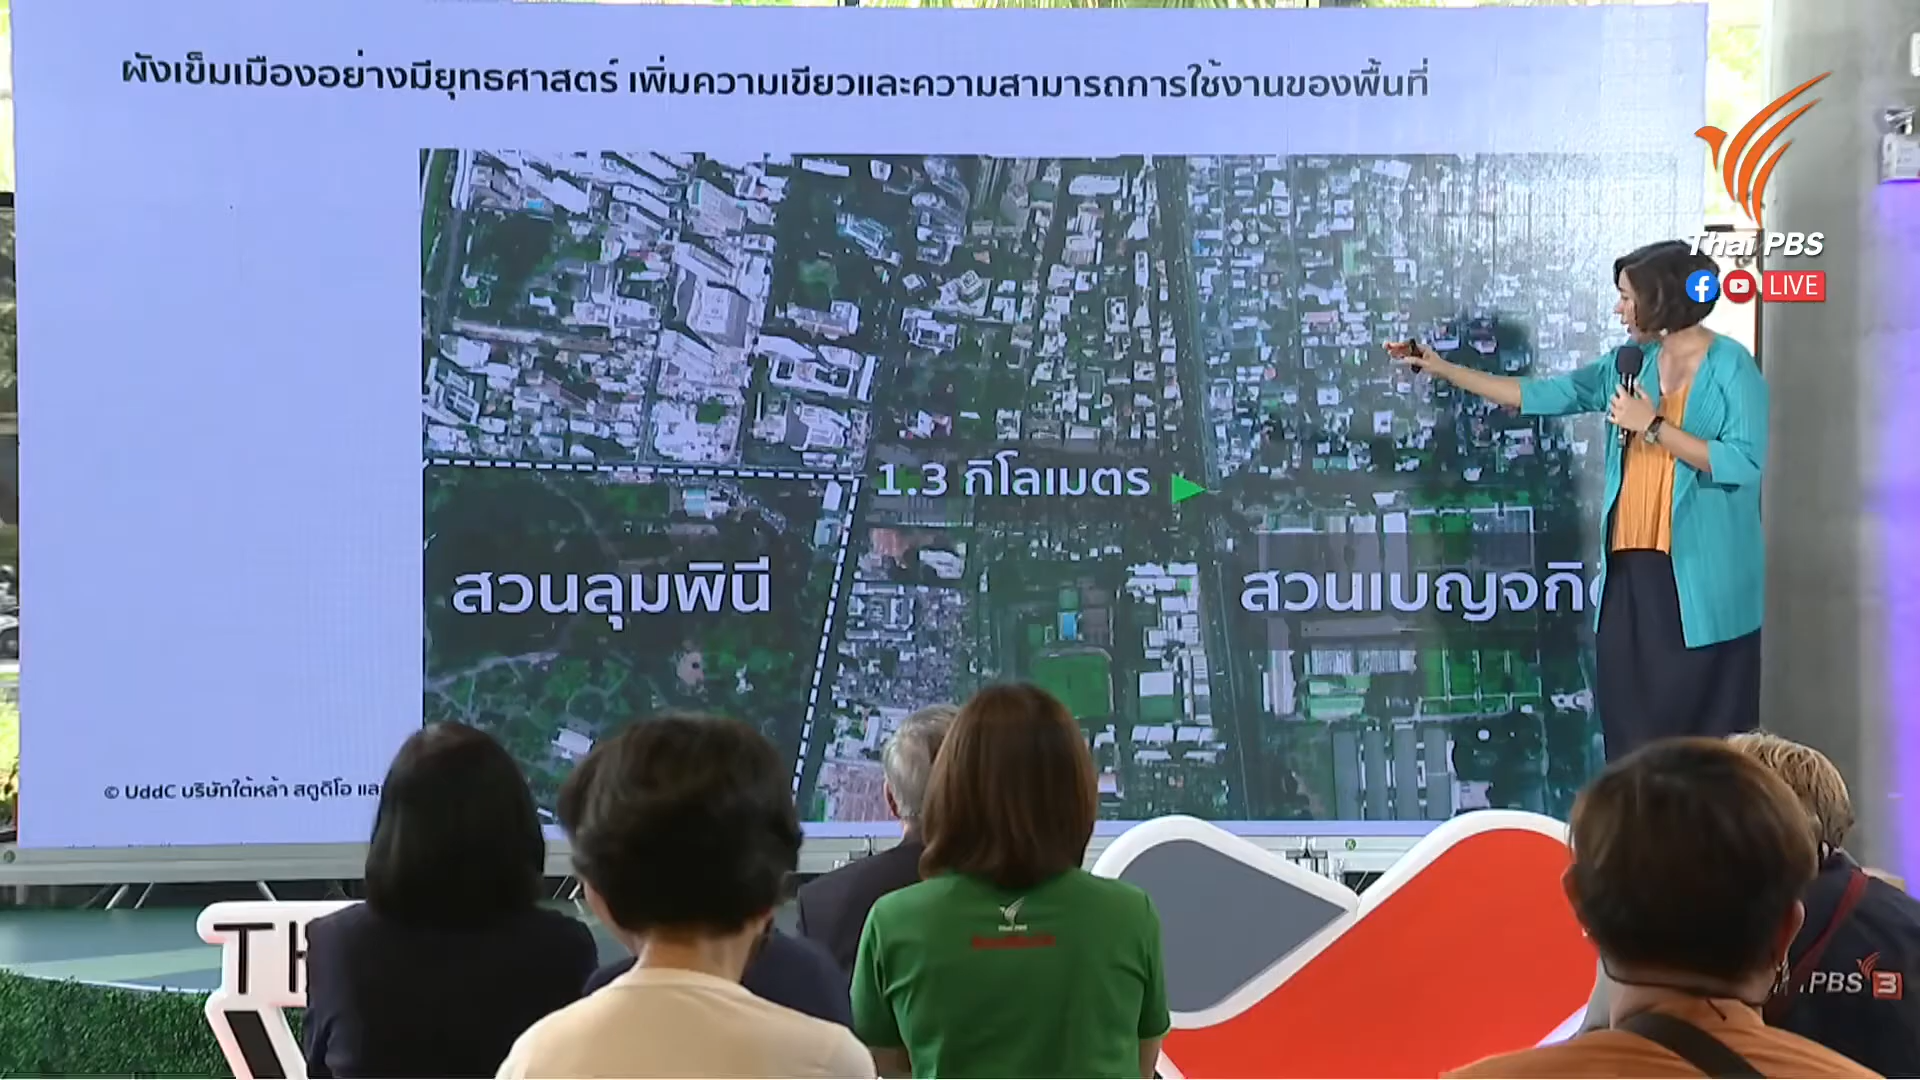 ผังเข็มเมืองอย่างมียุทธศาสตร์ เพิ่มความเขียวและความสามารถการใช้งานของพื้นที่
Thai PBS
LIVE
1.3 กิโลเมตร
สวนลุมพินี
สวนเบญจกิ
© UddC บริษัทใต้หล้า สตูดิโอ และ
TH
Thai PBS
PBS 3